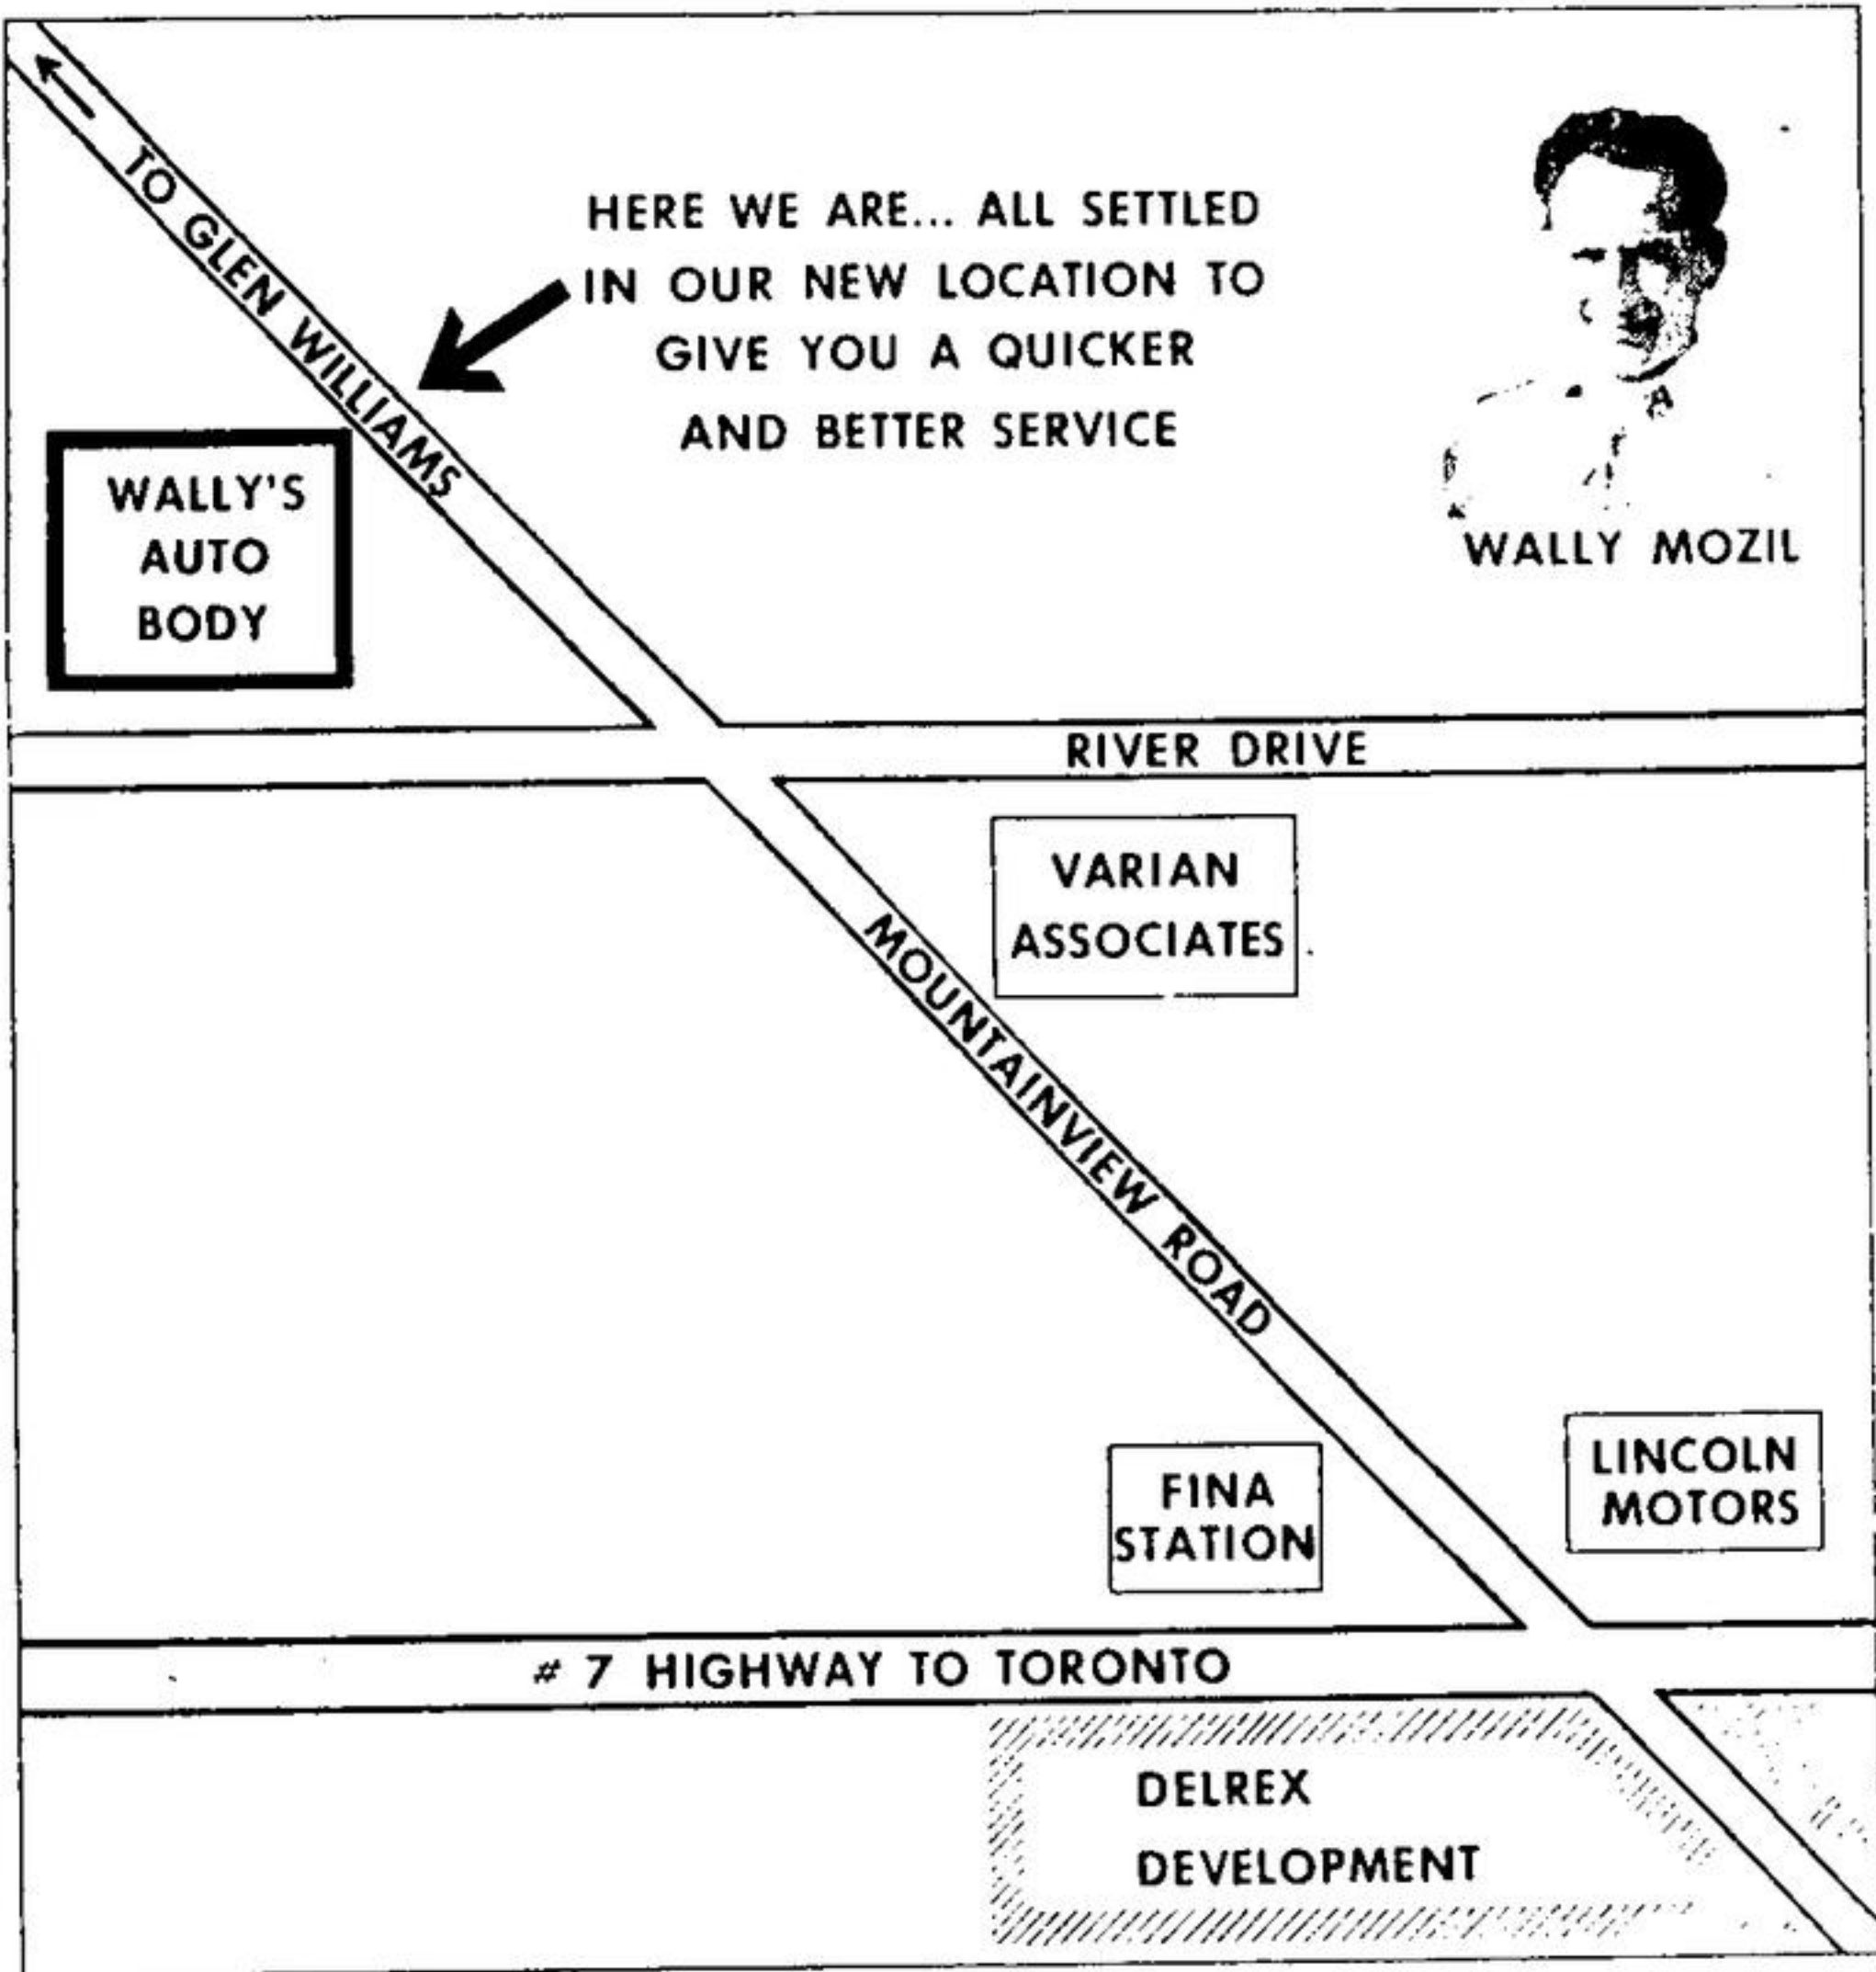 TO GLEN WILLIAMS
HERE WE ARE... ALL SETTLED
IN OUR NEW LOCATION TO
GIVE YOU A QUICKER
AND BETTER SERVICE
WALLY MOZIL
WALLY'S
AUTO
BODY
RIVER DRIVE
VARIAN
ASSOCIATES
MOUNTAINVIEW ROAD
LINCOLN
MOTORS
FINA
STATION
# 7 HIGHWAY TO TORONTO
DELREX
DEVELOPMENT